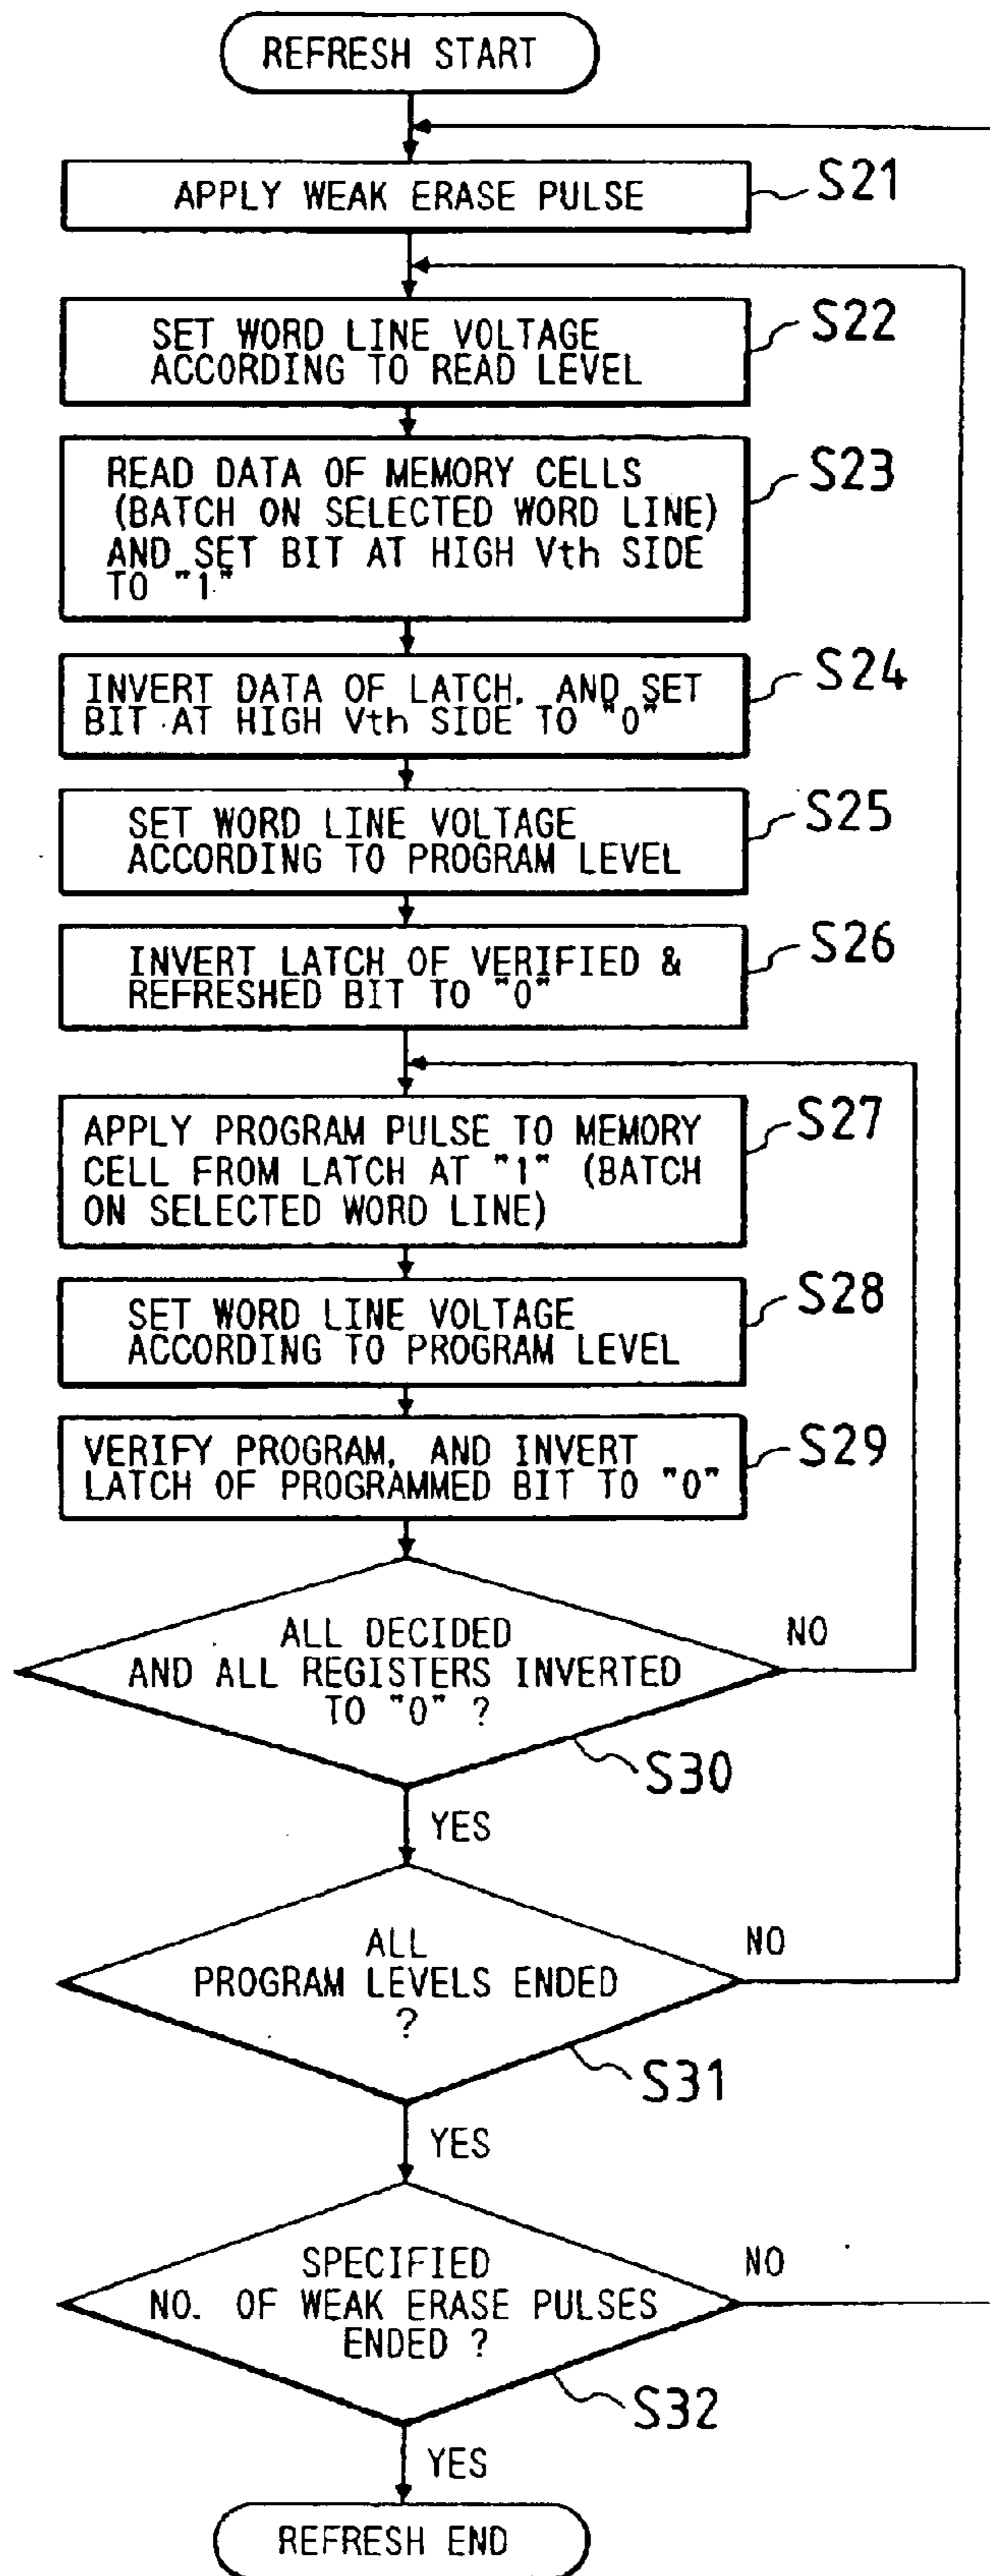 REFRESH START
APPLY WEAK ERASE PULSE
S21
SET WORD LINE VOLTAGE
ACCORDING TO READ LEVEL
S22
READ DATA OF MEMORY CELLS
(BATCH ON SELECTED WORD LINE)
AND SET BIT AT HIGH Vth SIDE
TO "1"
S23
INVERT DATA OF LATCH, AND SET
BIT AT HIGH Vth SIDE TO "0"
S24
SET WORD LINE VOLTAGE
ACCORDING TO PROGRAM LEVEL
S25
INVERT LATCH OF VERIFIED &
REFRESHED BIT TO "0"
S26
APPLY PROGRAM PULSE TO MEMORY
CELL FROM LATCH AT "1" (BATCH
ON SELECTED WORD LINE)
S27
SET WORD LINE VOLTAGE
ACCORDING TO PROGRAM LEVEL
S28
VERIFY PROGRAM, AND INVERT
LATCH OF PROGRAMMED BIT TO "0"
S29
ALL DECIDED
AND ALL REGISTERS INVERTED
TO "0" ?
NO
S30
YES
ALL
PROGRAM LEVELS ENDED
?
NO
S31
YES
SPECIFIED
NO. OF WEAK ERASE PULSES
ENDED ?
NO
S32
YES
REFRESH END